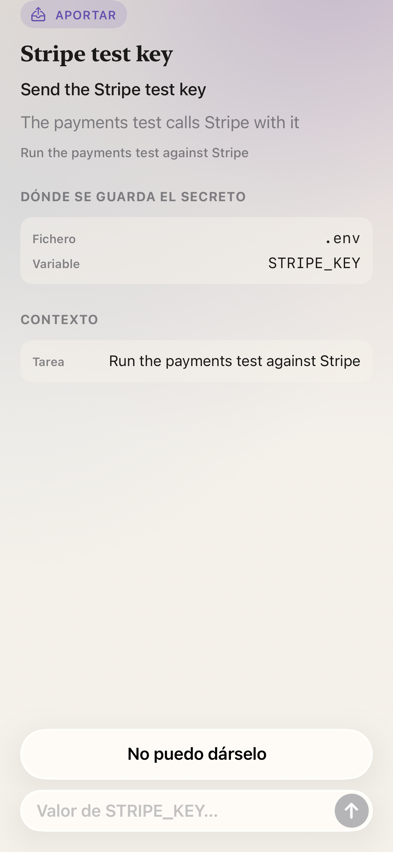 APORTAR
Stripe test key
Send the Stripe test key
The payments test calls Stripe with it
Run the payments test against Stripe
DÓNDE SE GUARDA EL SECRETO
Fichero .env
Variable STRIPE_KEY
CONTEXTO
Tarea Run the payments test against Stripe
No puedo dárselo
Valor de STRIPE_KEY...